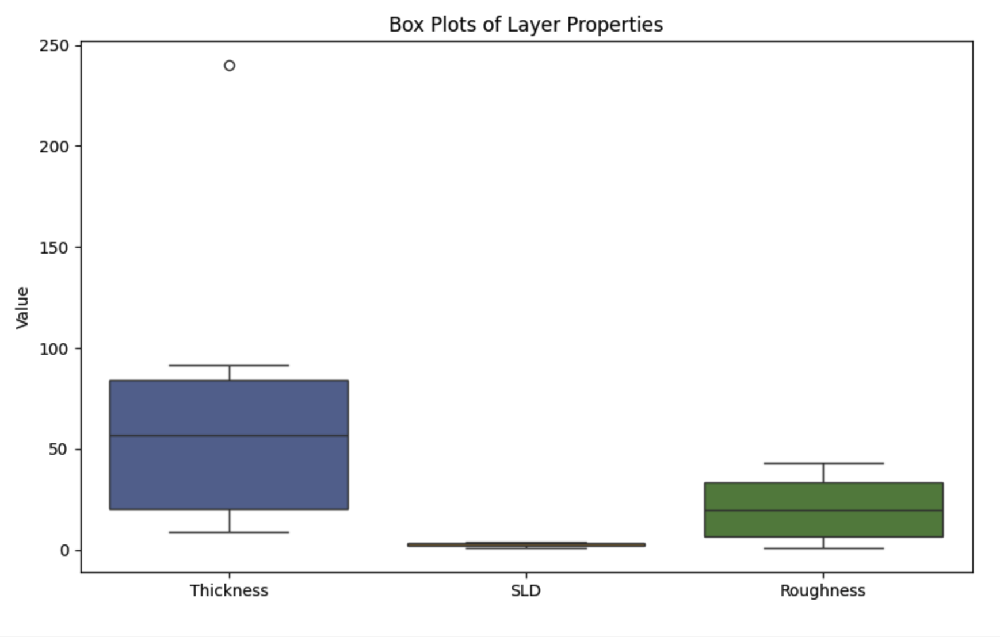 Box Plots of Layer Properties
250
200
150
100
50
0
Value
Thickness
SLD
Roughness